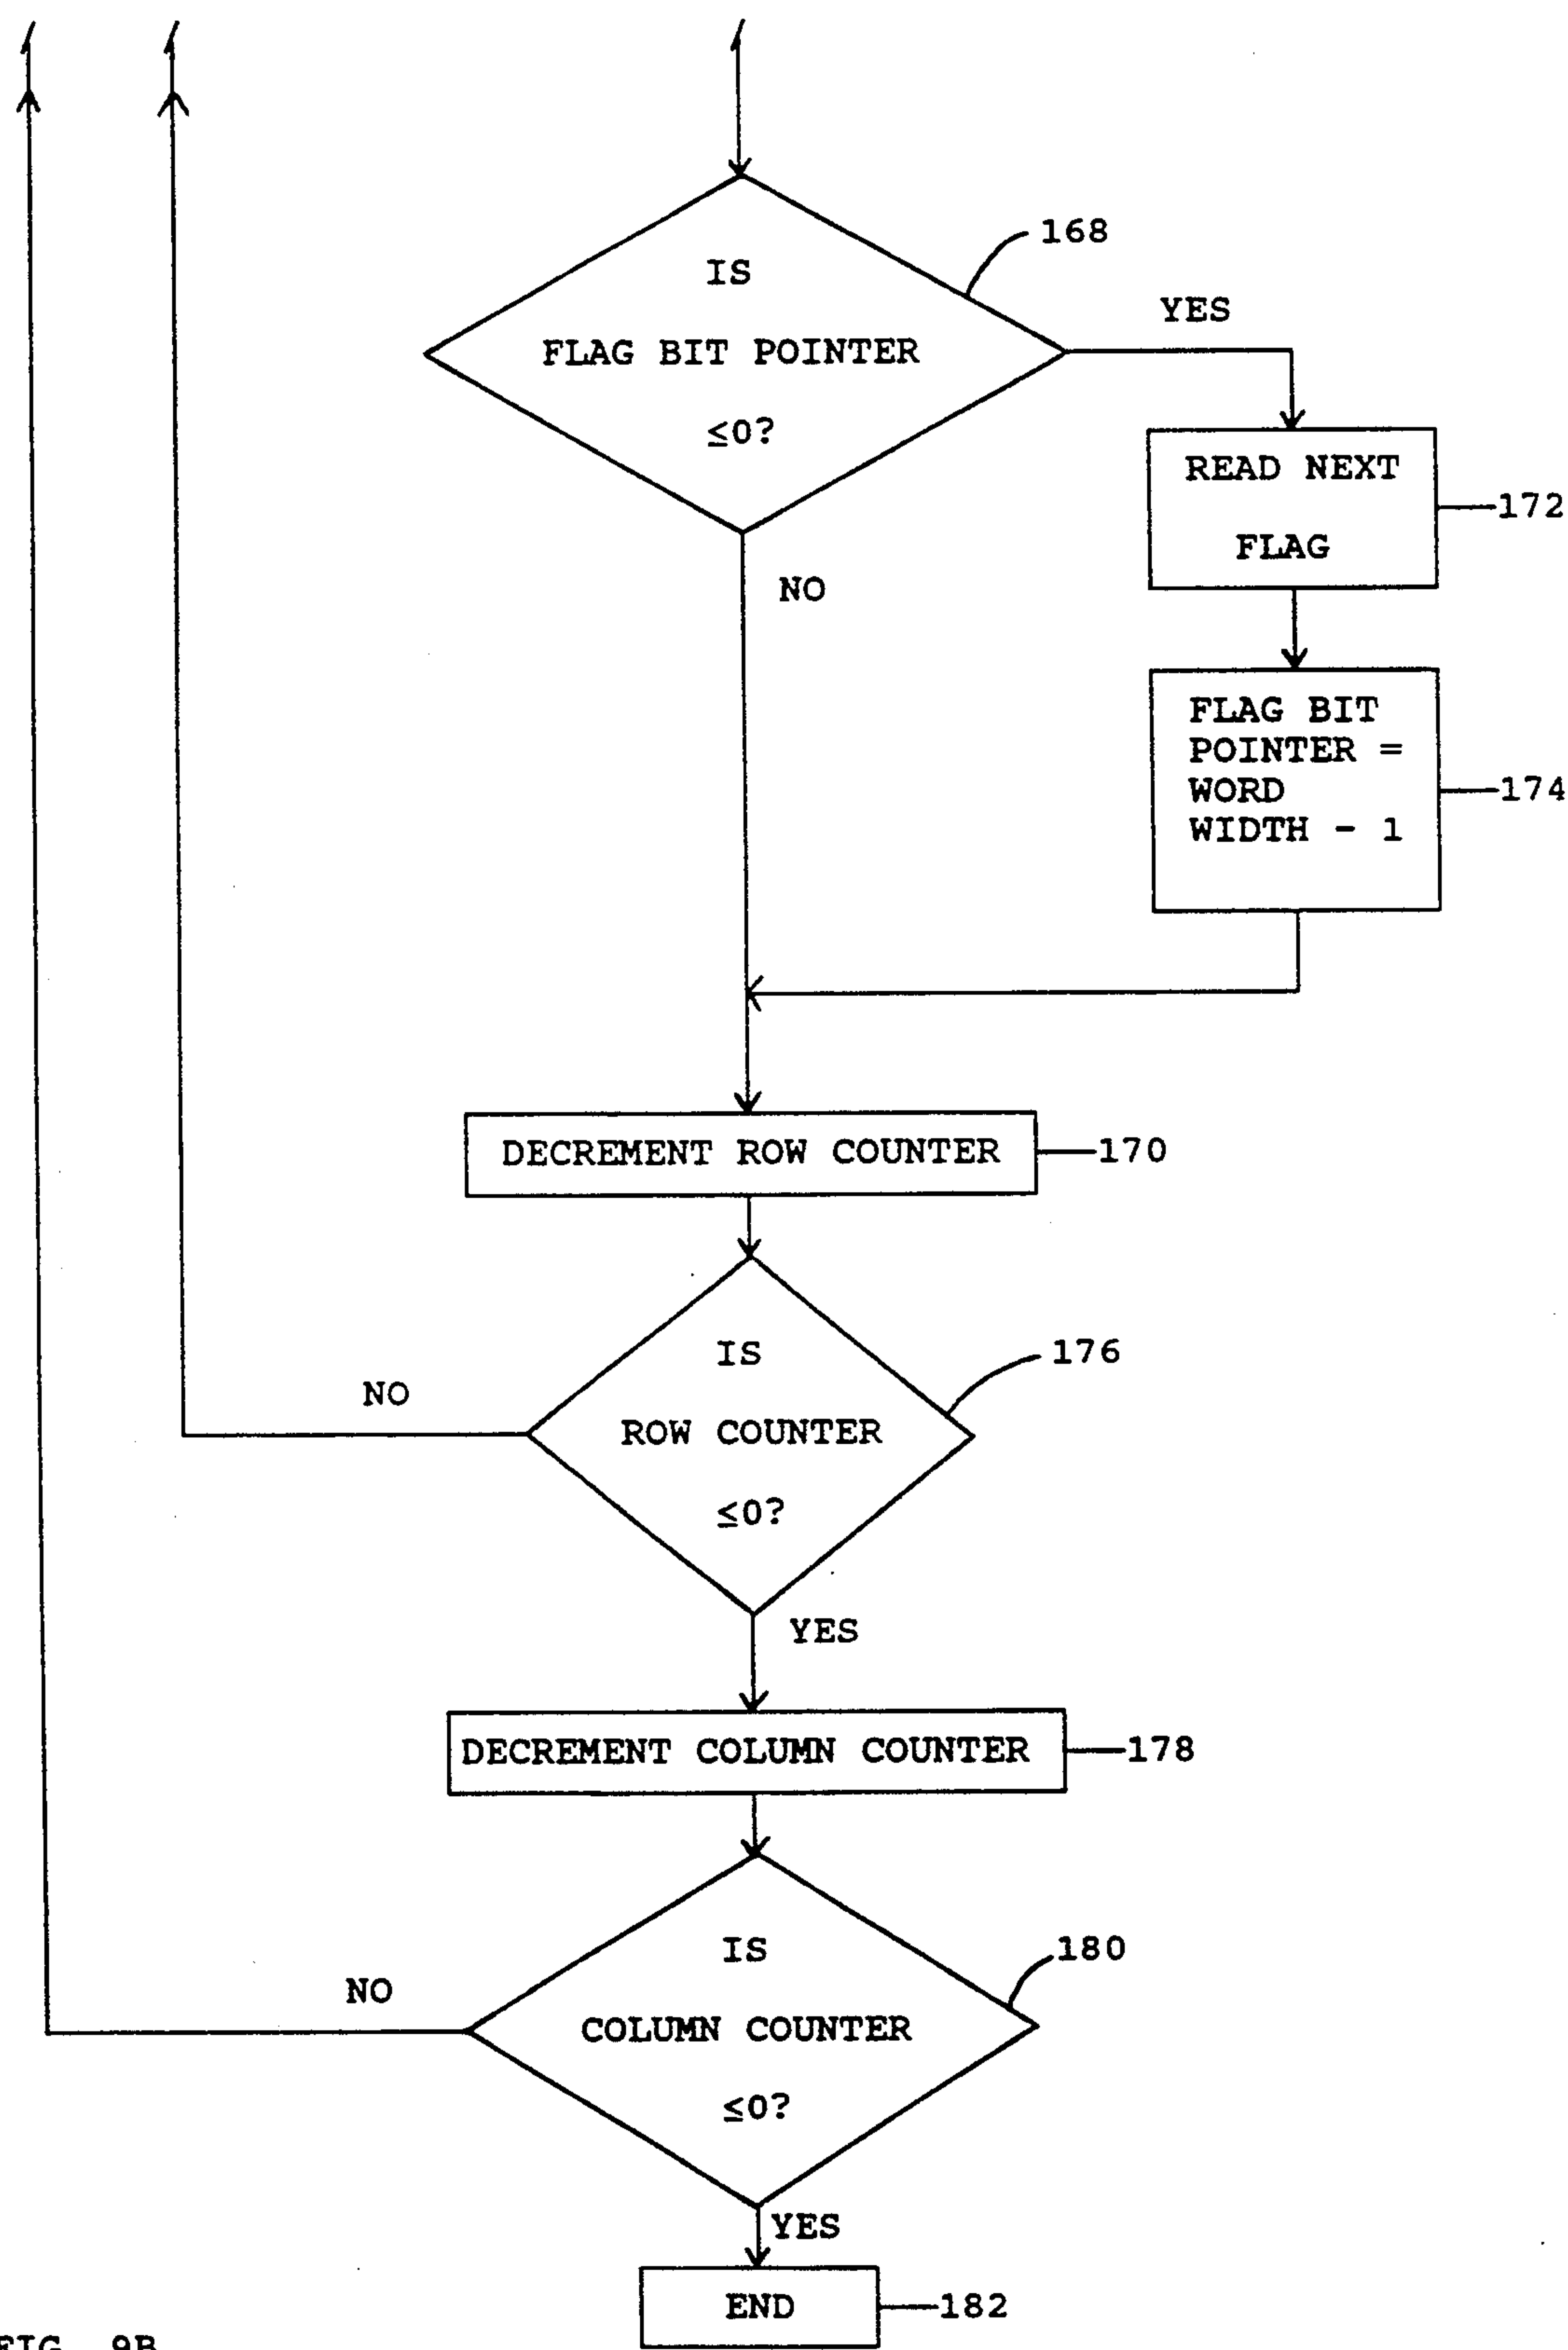 168
IS
YES
FLAG BIT POINTER
≤0?
READ NEXT
FLAG
172
NO
FLAG BIT
POINTER =
WORD
WIDTH - 1
174
DECREMENT ROW COUNTER
170
IS
176
NO
ROW COUNTER
≤0?
YES
DECREMENT COLUMN COUNTER
178
IS
180
NO
COLUMN COUNTER
≤0?
YES
END
182
FIG. 9B